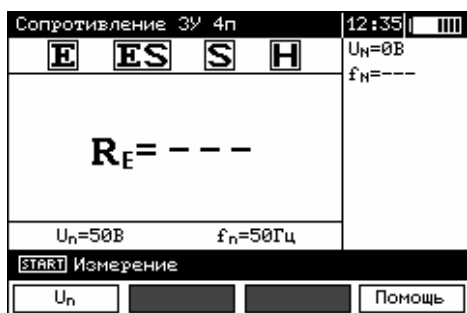 Сопротивление ЗУ 4п
12:35
E ES S H
U_N=0В
f_N=---
R_E= - - -
U_n=50В f_n=50Гц
START Измерение
U_n
Помощь